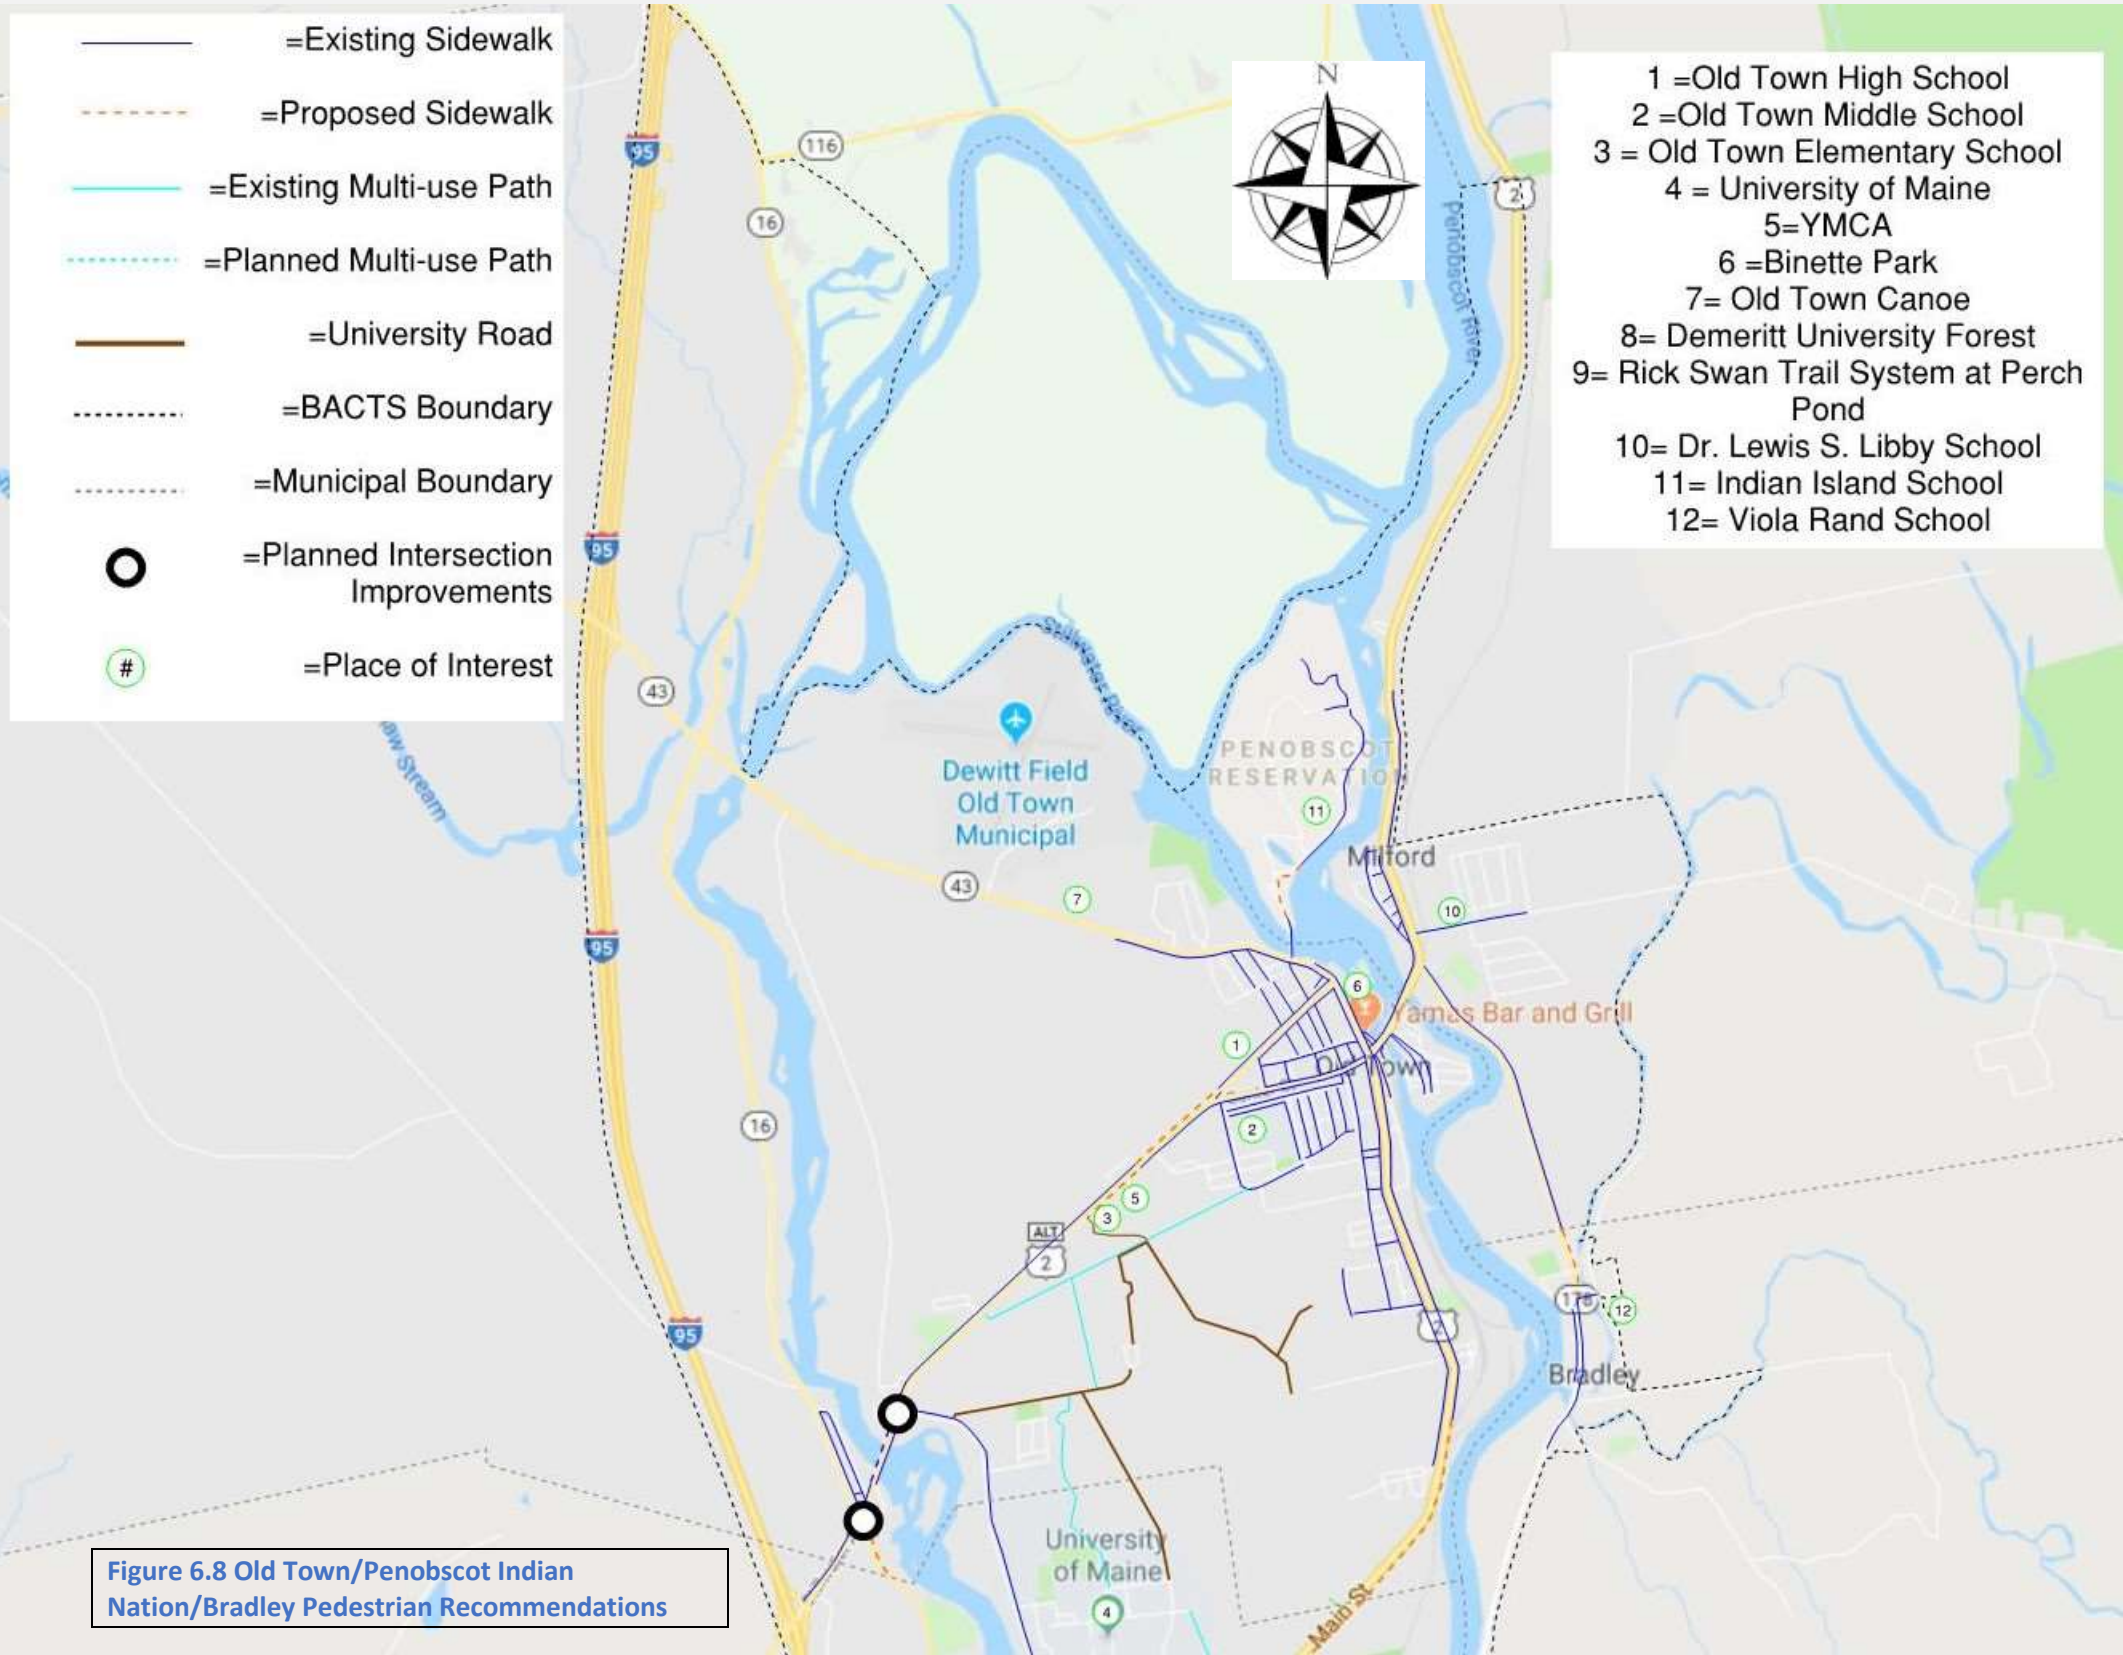 =Existing Sidewalk
=Proposed Sidewalk
=Existing Multi-use Path
=Planned Multi-use Path
=University Road
=BACTS Boundary
=Municipal Boundary
=Planned Intersection
Improvements
#
=Place of Interest
N
1 =Old Town High School
2 =Old Town Middle School
3 = Old Town Elementary School
4 = University of Maine
5=YMCA
6 =Binette Park
7= Old Town Canoe
8= Demeritt University Forest
9= Rick Swan Trail System at Perch
Pond
10= Dr. Lewis S. Libby School
11= Indian Island School
12= Viola Rand School
95
116
16
2
Penobscot River
95
43
Stillwater River
Dewitt Field
Old Town
Municipal
PENOBSCOT
RESERVATION
11
Milford
43
7
10
95
6
Yamas Bar and Grill
1
Old Town
16
2
5
3
ALT
2
95
178
12
2
Bradley
University
of Maine
4
Main St
Figure 6.8 Old Town/Penobscot Indian
Nation/Bradley Pedestrian Recommendations